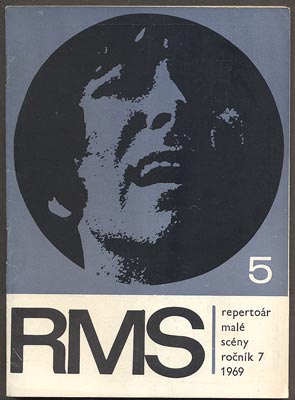 5
RMS
repertoár
malé
scény
ročník 7
1969